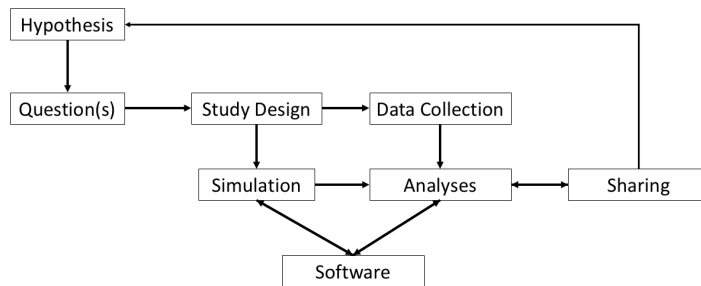 Hypothesis
Question(s)
Study Design
Data Collection
Simulation
Analyses
Sharing
Software